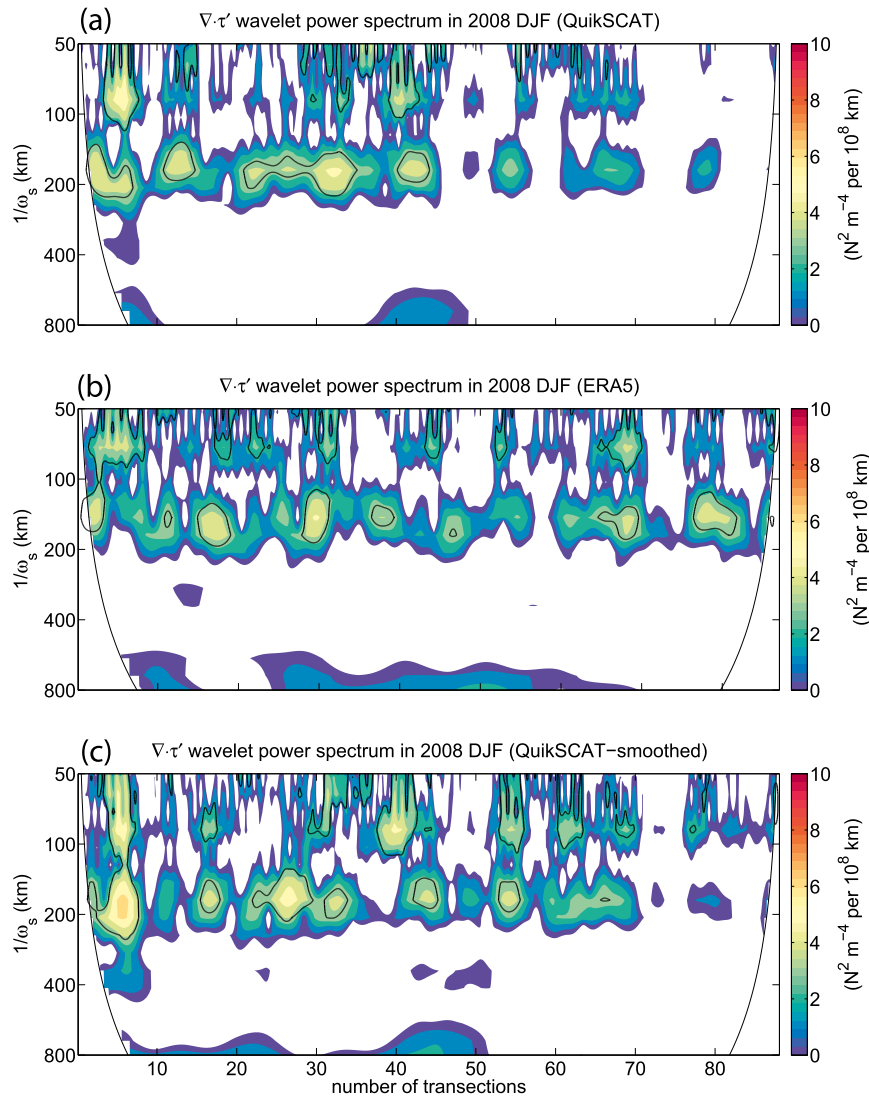 (a)
∇·τ′ wavelet power spectrum in 2008 DJF (QuikSCAT)
50
100
200
400
800
1/ω_s (km)
10
8
6
4
2
0
(N² m⁻⁴ per 10⁸ km)
(b)
∇·τ′ wavelet power spectrum in 2008 DJF (ERA5)
50
100
200
400
800
1/ω_s (km)
10
8
6
4
2
0
(N² m⁻⁴ per 10⁸ km)
(c)
∇·τ′ wavelet power spectrum in 2008 DJF (QuikSCAT−smoothed)
50
100
200
400
800
1/ω_s (km)
10
8
6
4
2
0
(N² m⁻⁴ per 10⁸ km)
10 20 30 40 50 60 70 80
number of transections